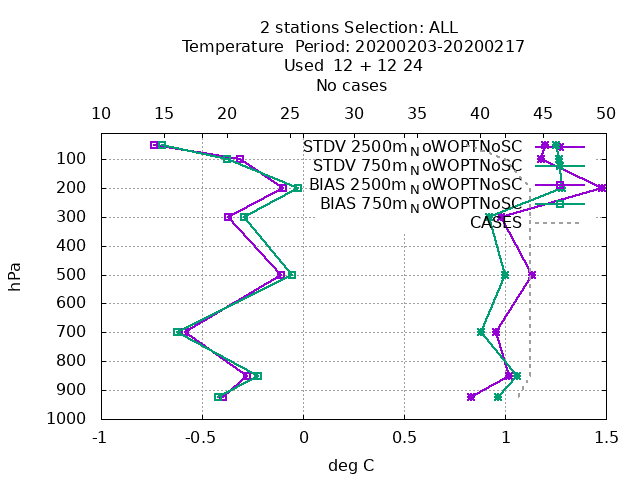 2 stations Selection: ALL
Temperature  Period: 20200203-20200217
Used  12 + 12 24
No cases
10 15 20 25 30 35 40 45 50
STDV 2500m_NoWOPTNoSC
STDV 750m_NoWOPTNoSC
BIAS 2500m_NoWOPTNoSC
BIAS 750m_NoWOPTNoSC
CASES
100
200
300
400
500
600
700
800
900
1000
hPa
-1 -0.5 0 0.5 1 1.5
deg C